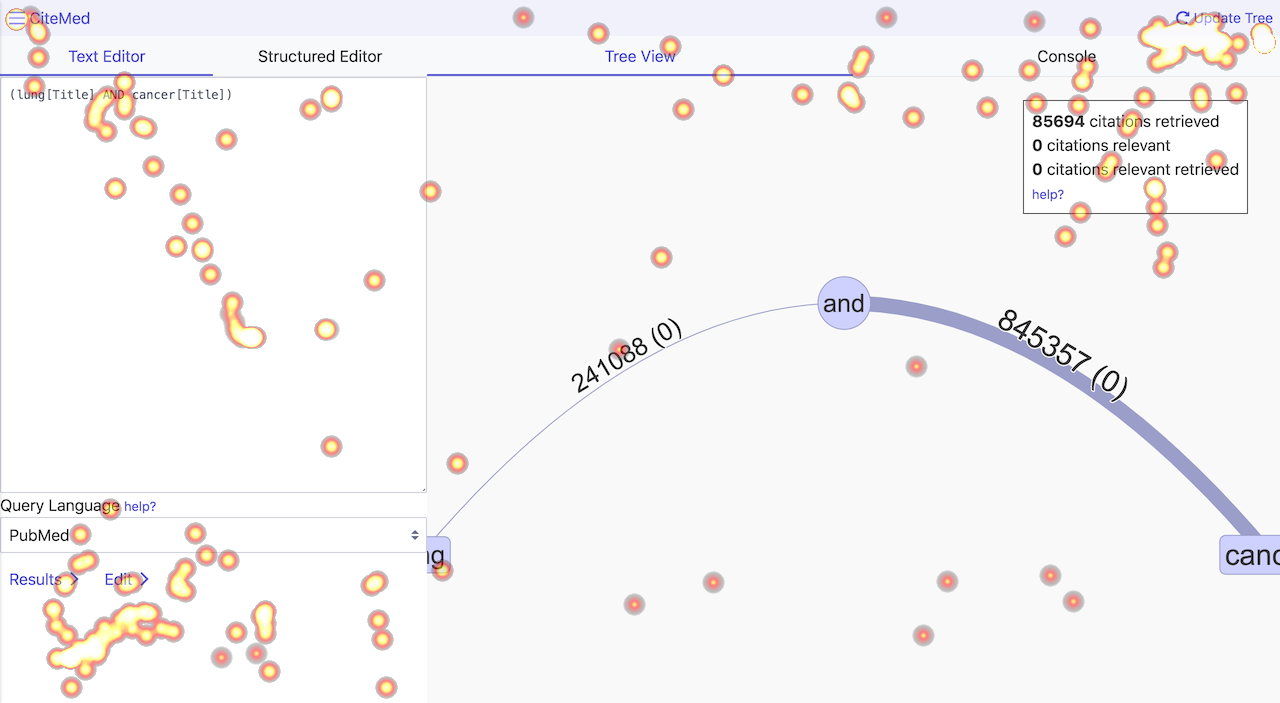 CiteMed
Update Tree
Text Editor
Structured Editor
Tree View
Console
(lung[Title] AND cancer[Title])
85694 citations retrieved
0 citations relevant
0 citations relevant retrieved
help?
and
241088 (0)
845357 (0)
ng
canc
Query Language help?
PubMed
Results
Edit